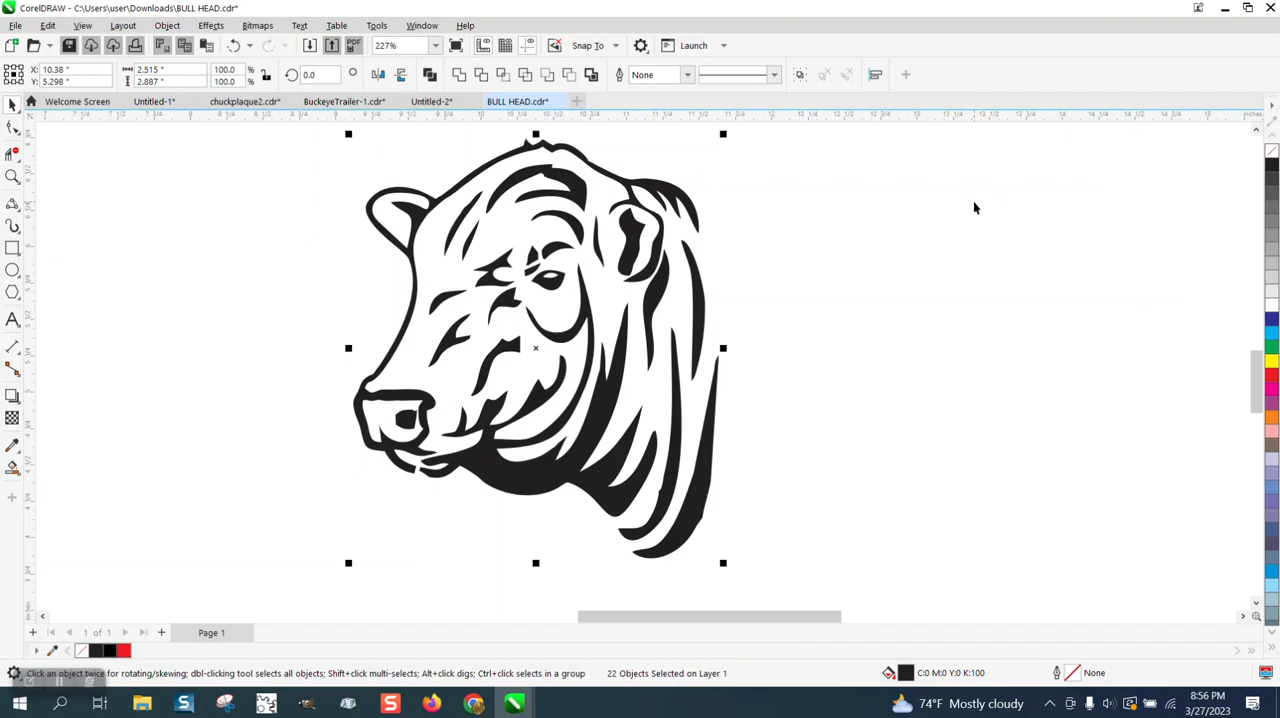 CorelDRAW - C:\Users\user\Downloads\BULL HEAD.cdr*
File Edit View Layout Object Effects Bitmaps Text Table Tools Window Help
227% PDF Snap To Launch
X: 10.38 " 2.515 " 100.0 % 0.0 None
Y: 5.298 " 2.887 " 100.0 %
Welcome Screen Untitled-1* chuckplaque2.cdr* BuckeyeTrailer-1.cdr* Untitled-2* BULL HEAD.cdr*
1 of 1 Page 1
Click an object twice for rotating/skewing; dbl-clicking tool selects all objects; Shift+click multi-selects; Alt+click digs; Ctrl+click selects in a group 22 Objects Selected on Layer 1 C:0 M:0 Y:0 K:100 None
74°F Mostly cloudy 8:56 PM
3/27/2023